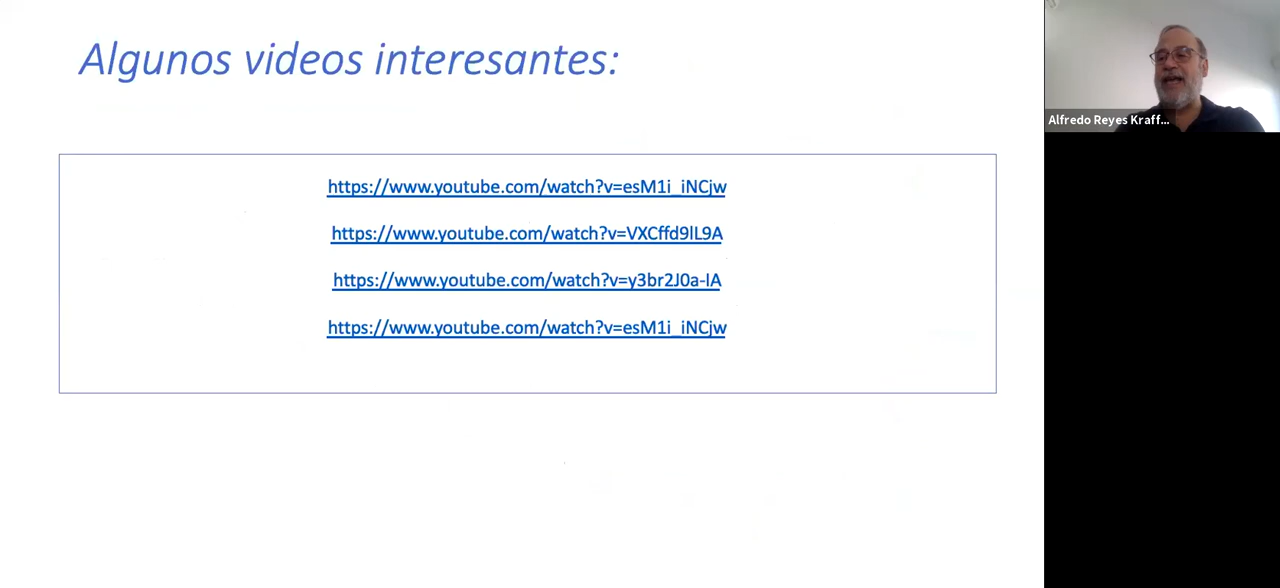 Algunos videos interesantes:
https://www.youtube.com/watch?v=esM1i_iNCjw
https://www.youtube.com/watch?v=VXCffd9lL9A
https://www.youtube.com/watch?v=y3br2J0a-IA
https://www.youtube.com/watch?v=esM1i_iNCjw
Alfredo Reyes Kraff...